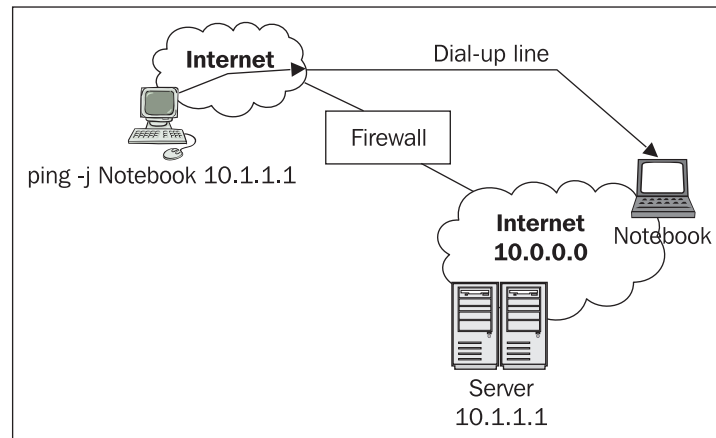 Internet
Dial-up line
Firewall
ping -j Notebook 10.1.1.1
Internet
10.0.0.0
Notebook
Server
10.1.1.1